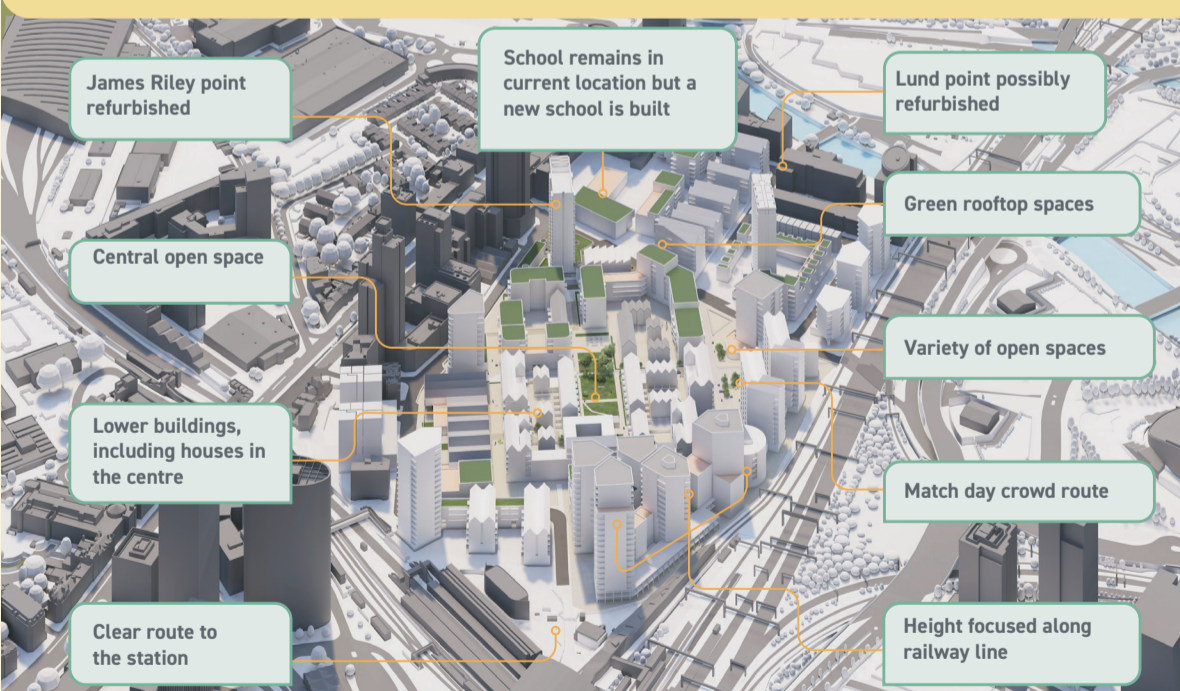 James Riley point
refurbished
School remains in
current location but a
new school is built
Lund point possibly
refurbished
Green rooftop spaces
Central open space
Variety of open spaces
Lower buildings,
including houses in
the centre
Match day crowd route
Clear route to
the station
Height focused along
railway line